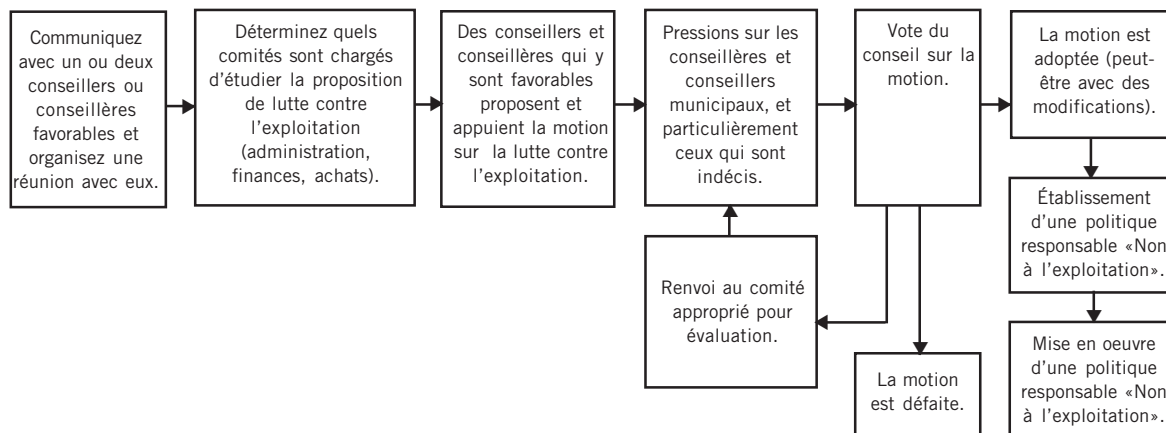 Communiquez
avec un ou deux
conseillers ou
conseillères
favorables et
organisez une
réunion avec eux.
Déterminez quels
comités sont chargés
d'étudier la proposition
de lutte contre
l'exploitation
(administration,
finances, achats).
Des conseillers et
conseillères qui y
sont favorables
proposent et
appuient la motion
sur la lutte contre
l'exploitation.
Pressions sur les
conseillères et
conseillers
municipaux, et
particulièrement
ceux qui sont
indécis.
Vote du
conseil sur la
motion.
La motion est
adoptée (peut-
être avec des
modifications).
Établissement
d'une politique
responsable «Non
à l'exploitation».
Renvoi au comité
approprié pour
évaluation.
La motion
est défaite.
Mise en oeuvre
d'une politique
responsable «Non
à l'exploitation».